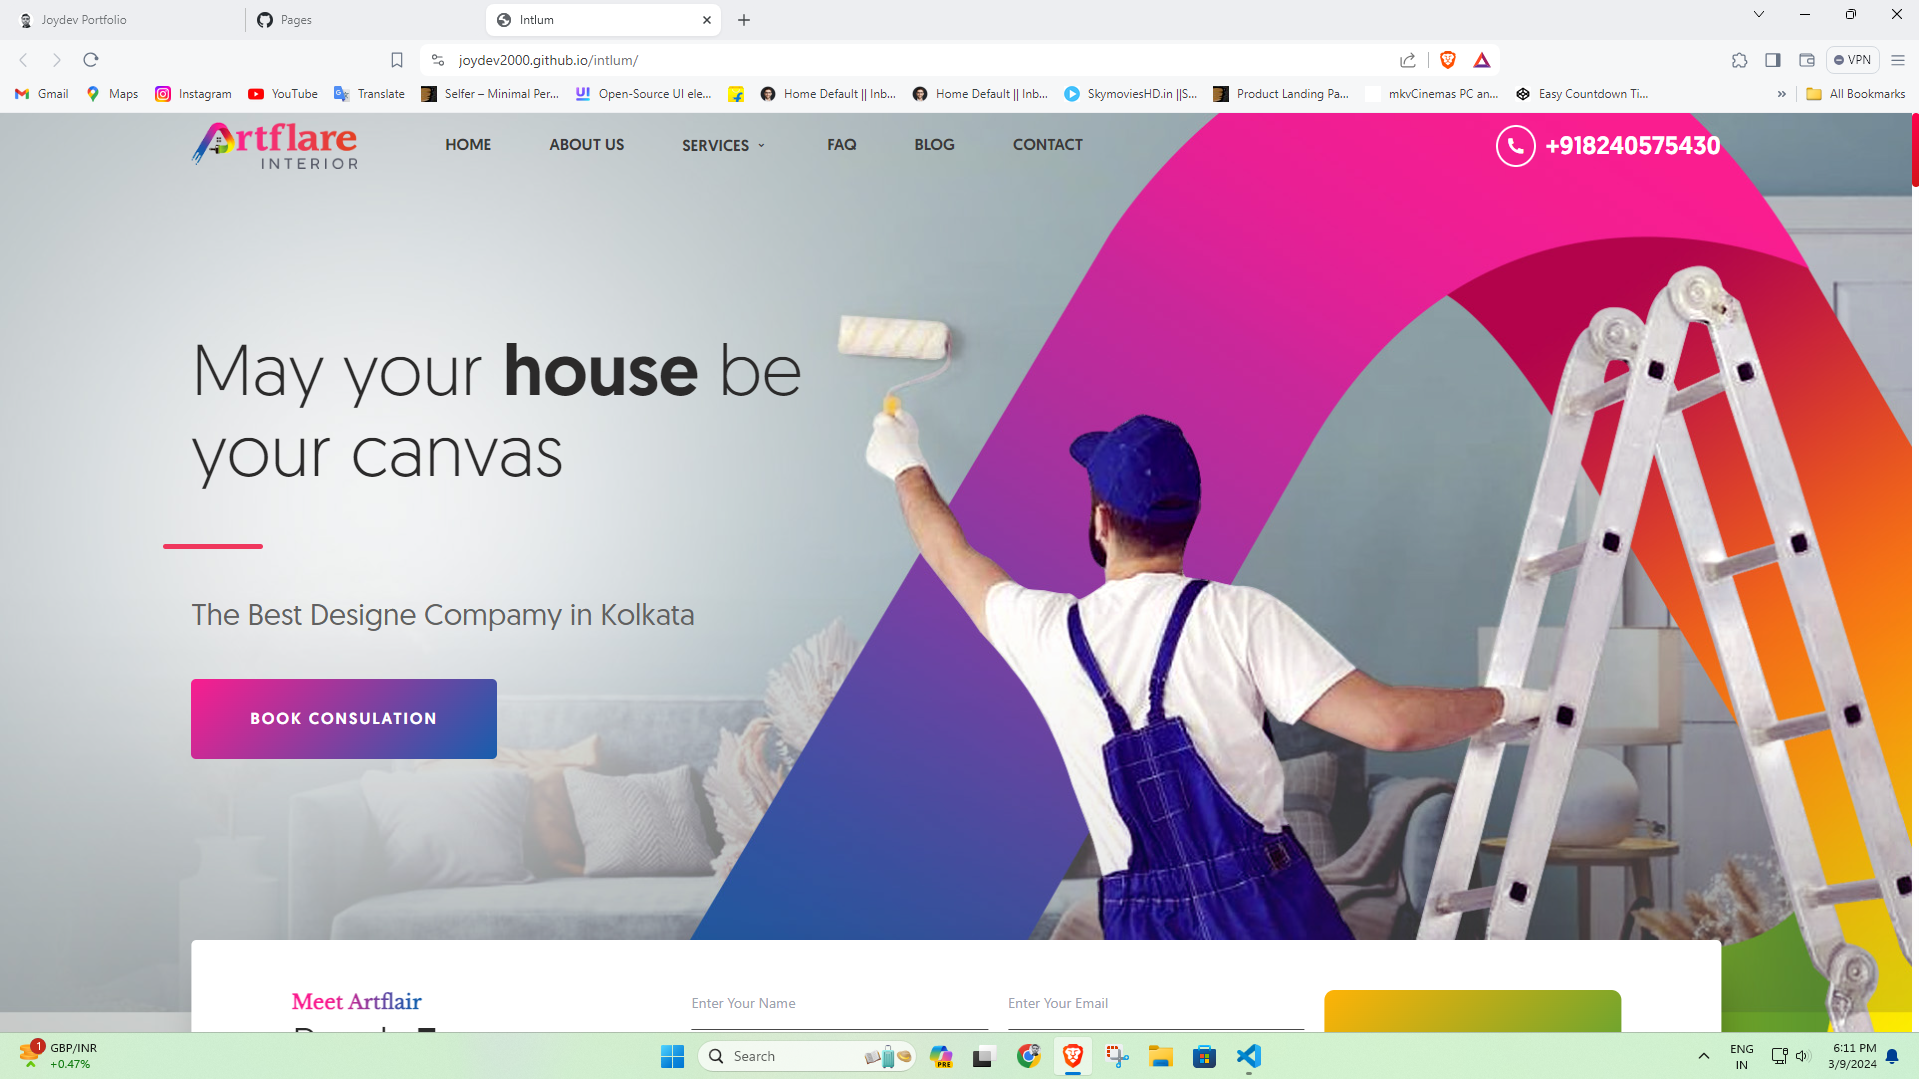 Joydev Portfolio
Pages
Intlum
joydev2000.github.io/intlum/
VPN
Gmail
Maps
Instagram
YouTube
Translate
Selfer – Minimal Per...
Open-Source UI ele...
Home Default || Inb...
Home Default || Inb...
SkymoviesHD.in ||S...
Product Landing Pa...
mkvCinemas PC an...
Easy Countdown Ti...
»
All Bookmarks
Artflare
INTERIOR
HOME
ABOUT US
SERVICES
FAQ
BLOG
CONTACT
+918240575430
May your house be
your canvas
The Best Designe Compamy in Kolkata
BOOK CONSULATION
Meet Artflair
Enter Your Name
Enter Your Email
1
GBP/INR
+0.47%
Search
PRE
ENG
IN
6:11 PM
3/9/2024